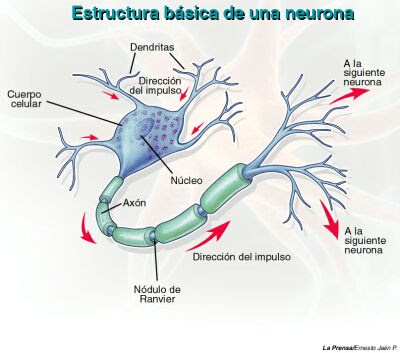 Estructura básica de una neurona
Dendritas
Dirección
del impulso
A la
siguiente
neurona
Cuerpo
celular
Núcleo
Axón
Dirección del impulso
A la
siguiente
neurona
Nódulo de
Ranvier
La Prensa/Ernesto Jaén P.